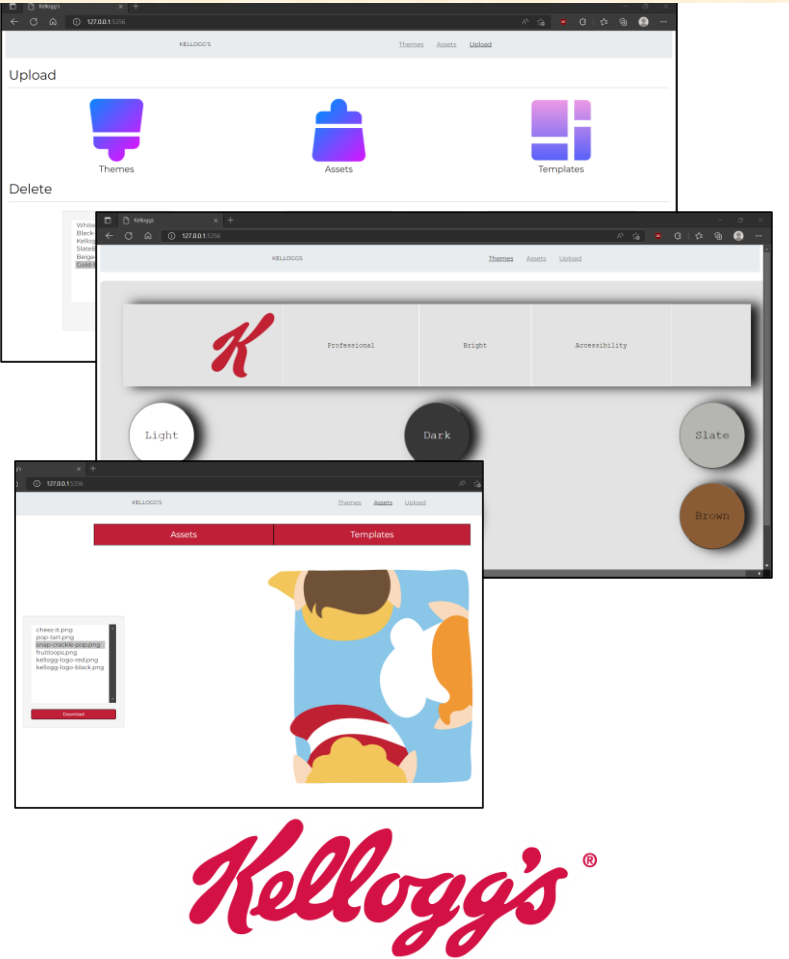 Kellogg's
127.0.0.1:5356
KELLOGG'S
Themes Assets Upload
Upload
Themes Assets Templates
Delete
Kelloggs
127.0.0.1:5356
KELLOGGS
Themes Assets Upload
Professional Bright Accessibility
Light Dark Slate
Brown
127.0.0.1:5356
KELLOGG'S
Themes Assets Upload
Assets Templates
cheez-it.png
pop-tart.png
snap-crackle-pop.png
fruitloops.png
kellogg-logo-red.png
kellogg-logo-black.png
Download
Kellogg's®